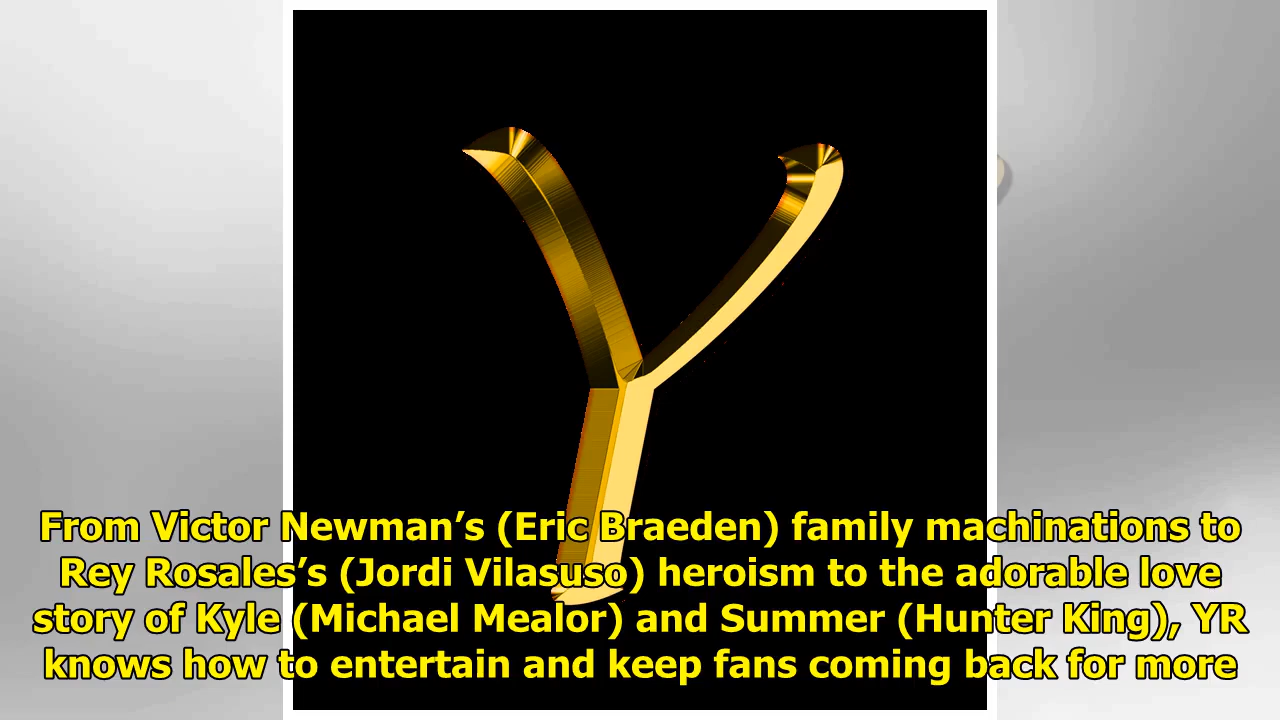 Y
From Victor Newman’s (Eric Braeden) family machinations to
Rey Rosales’s (Jordi Vilasuso) heroism to the adorable love
story of Kyle (Michael Mealor) and Summer (Hunter King), YR
knows how to entertain and keep fans coming back for more